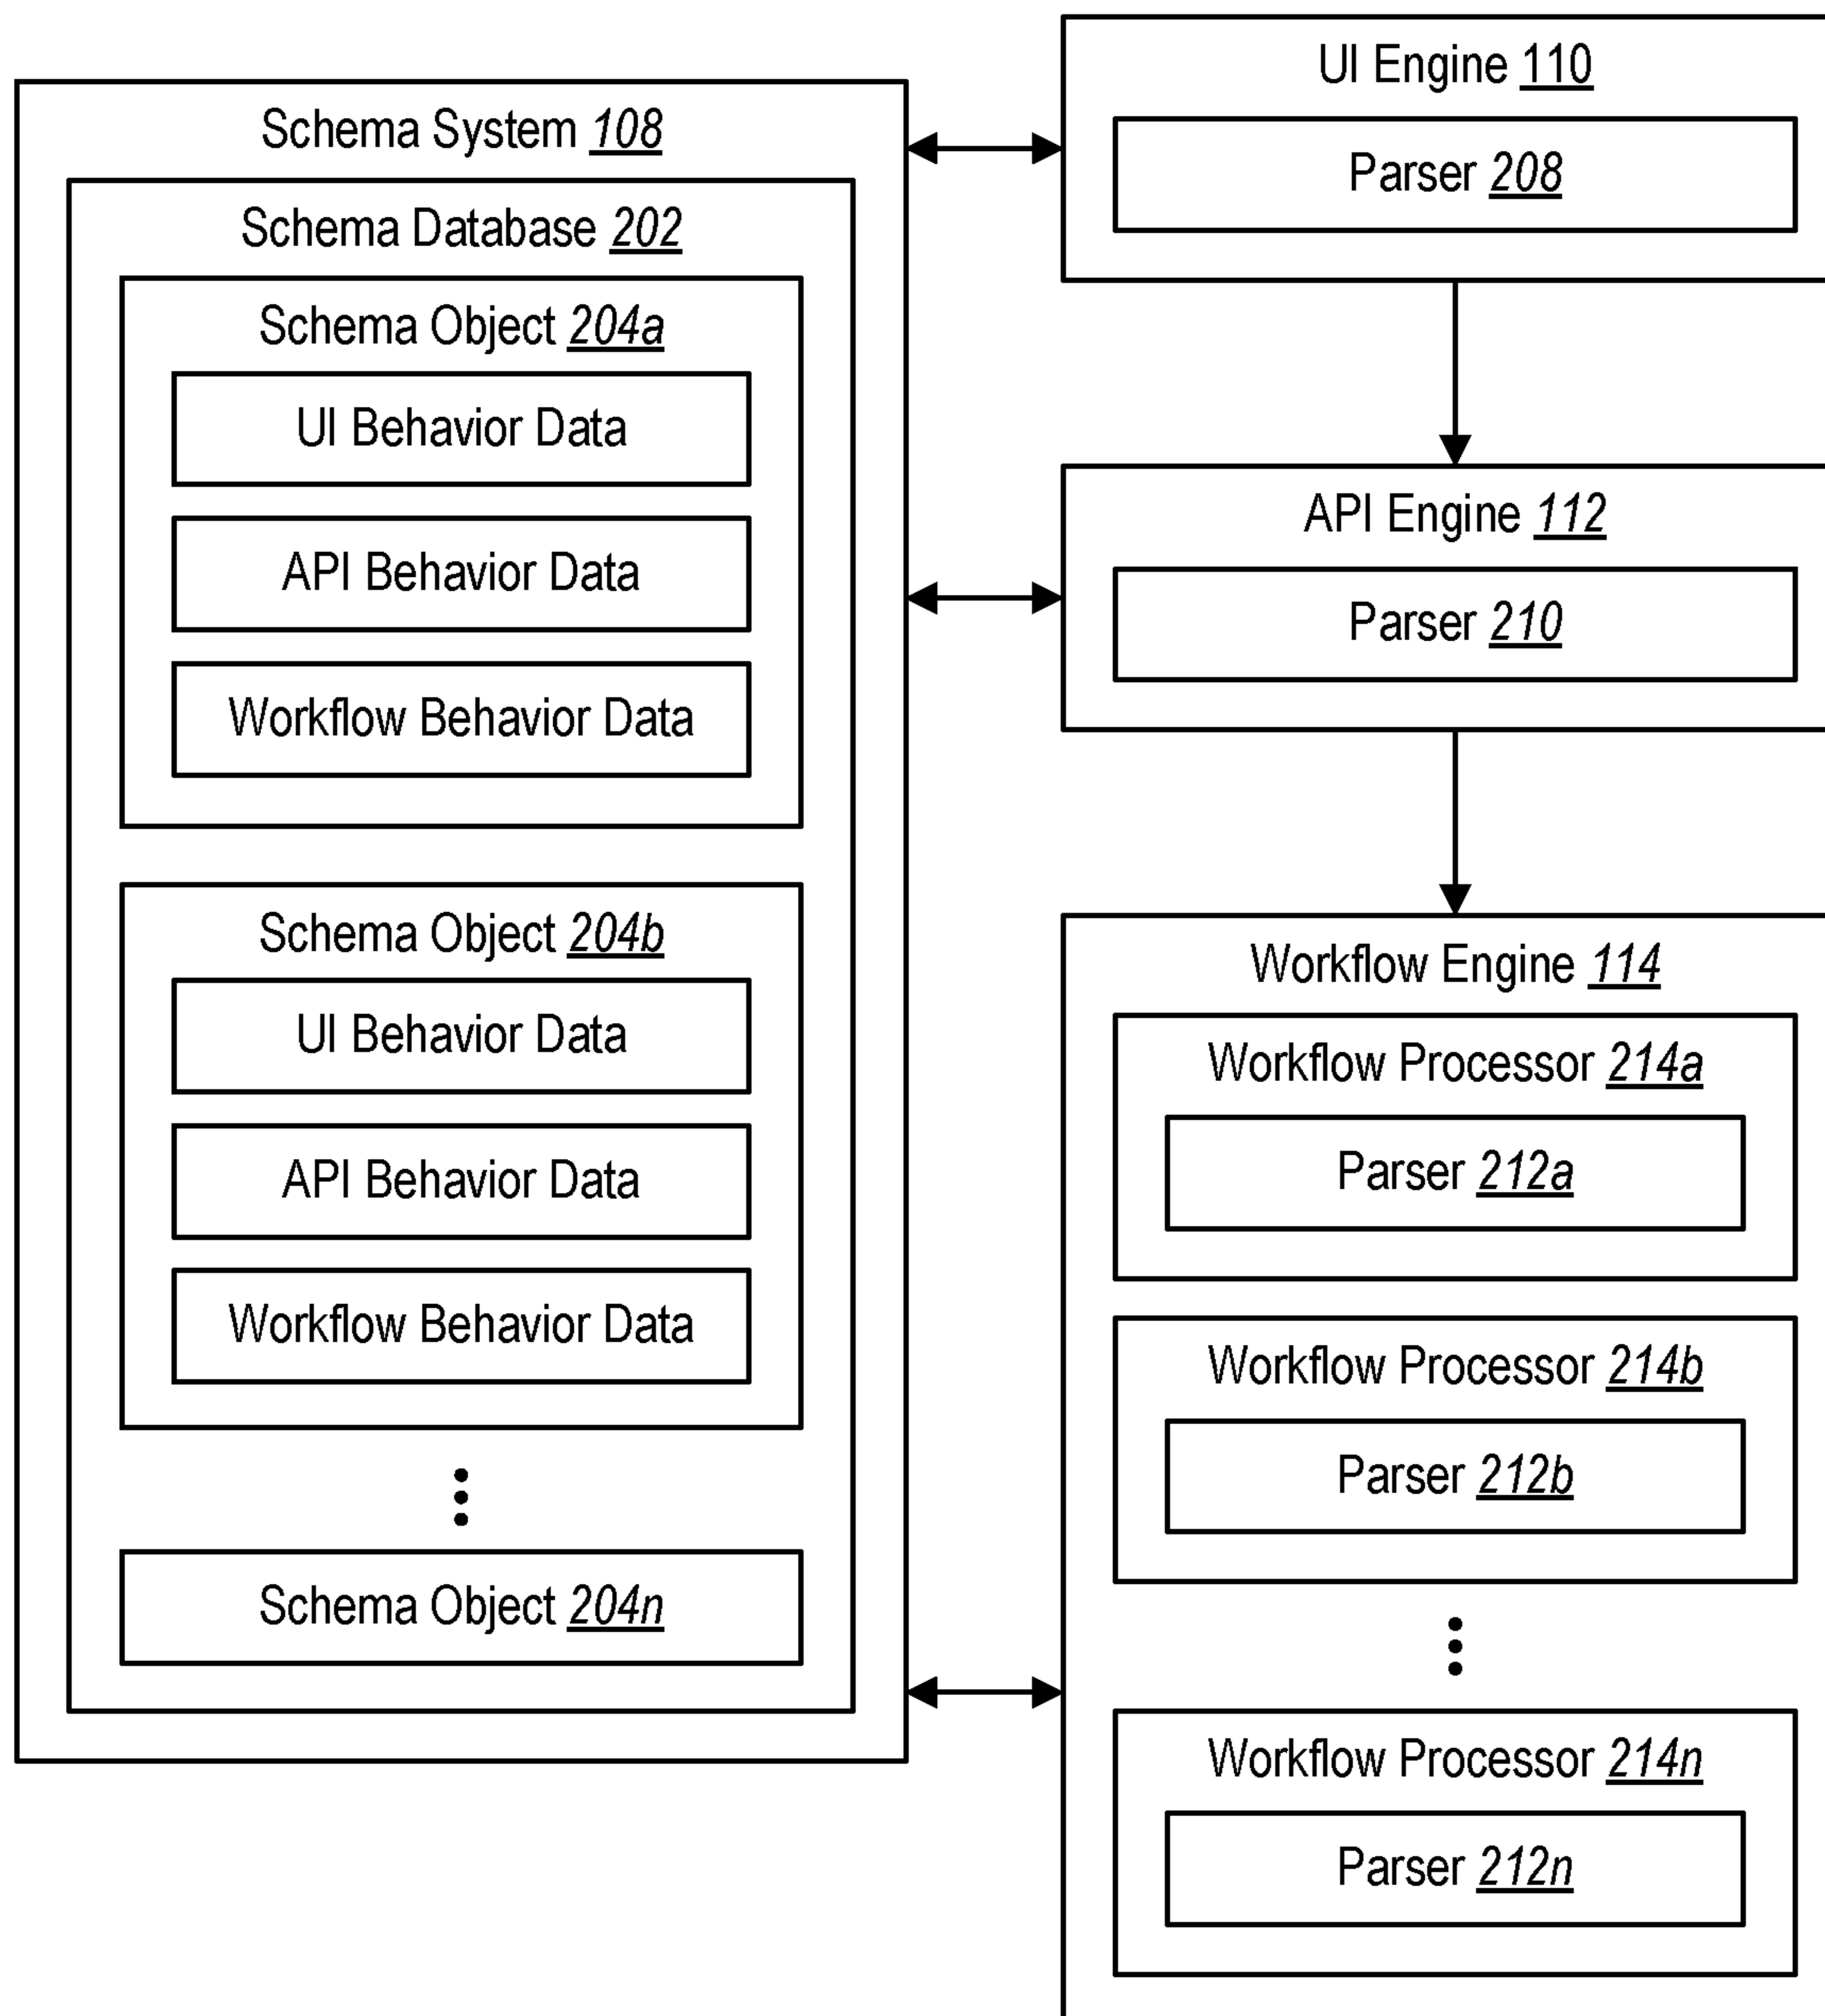 Schema System 108
Schema Database 202
Schema Object 204a
UI Behavior Data
API Behavior Data
Workflow Behavior Data
Schema Object 204b
UI Behavior Data
API Behavior Data
Workflow Behavior Data
Schema Object 204n
UI Engine 110
Parser 208
API Engine 112
Parser 210
Workflow Engine 114
Workflow Processor 214a
Parser 212a
Workflow Processor 214b
Parser 212b
Workflow Processor 214n
Parser 212n